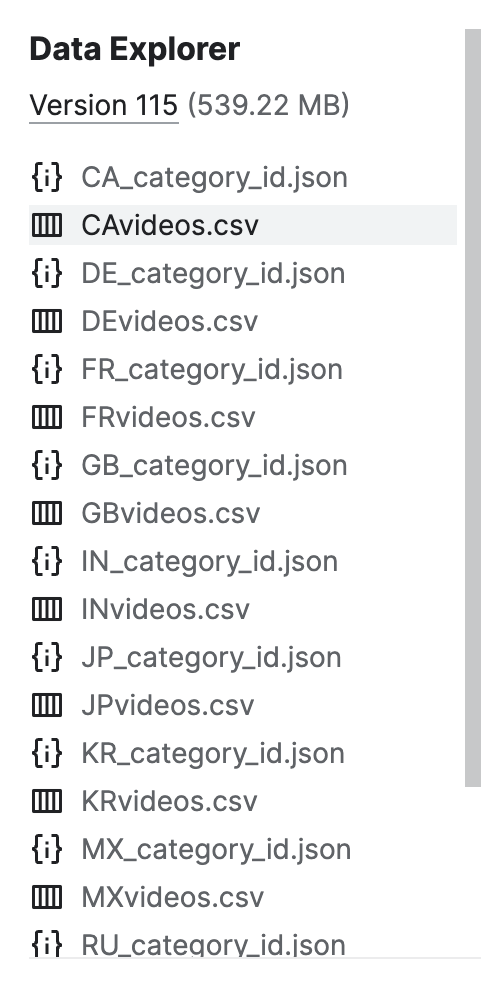 Data Explorer
Version 115 (539.22 MB)
CA_category_id.json
CAvideos.csv
DE_category_id.json
DEvideos.csv
FR_category_id.json
FRvideos.csv
GB_category_id.json
GBvideos.csv
IN_category_id.json
INvideos.csv
JP_category_id.json
JPvideos.csv
KR_category_id.json
KRvideos.csv
MX_category_id.json
MXvideos.csv
RU_category_id.json